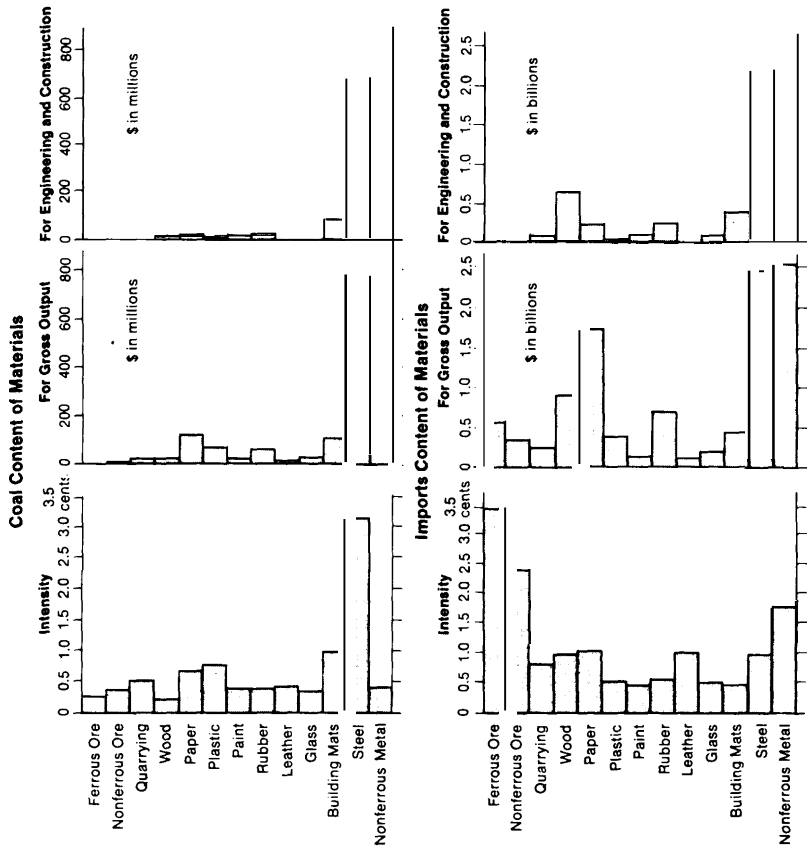 Coal Content of Materials
Intensity
For Gross Output
For Engineering and Construction
0 0.5 1.0 1.5 2.0 2.5 3.0 3.5
cents
0 200 400 600 800
$ in millions
0 200 400 600 800
$ in millions
Ferrous Ore
Nonferrous Ore
Quarrying
Wood
Paper
Plastic
Paint
Rubber
Leather
Glass
Building Mats
Steel
Nonferrous Metal
Imports Content of Materials
Intensity
For Gross Output
For Engineering and Construction
0 0.5 1.0 1.5 2.0 2.5 3.0 3.5
cents
0 0.5 1.0 1.5 2.0 2.5
$ in billions
0 0.5 1.0 1.5 2.0 2.5
$ in billions
Ferrous Ore
Nonferrous Ore
Quarrying
Wood
Paper
Plastic
Paint
Rubber
Leather
Glass
Building Mats
Steel
Nonferrous Metal